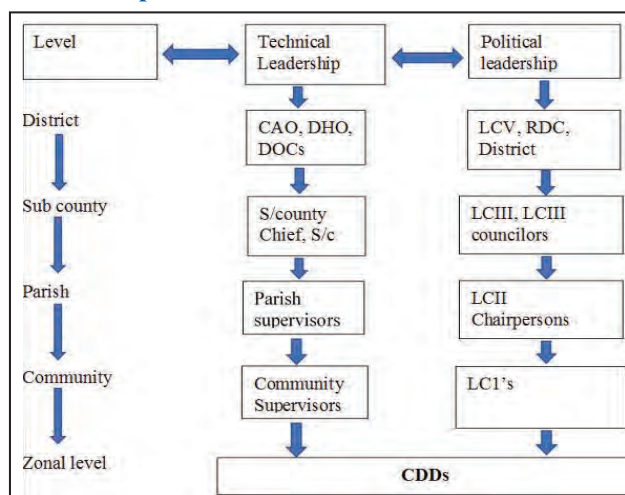 Level
Technical
Leadership
Political
leadership
District
CAO, DHO,
DOCs
LCV, RDC,
District
Sub county
S/county
Chief, S/c
LCIII, LCIII
councilors
Parish
Parish
supervisors
LCII
Chairpersons
Community
Community
Supervisors
LC1's
Zonal level
CDDs